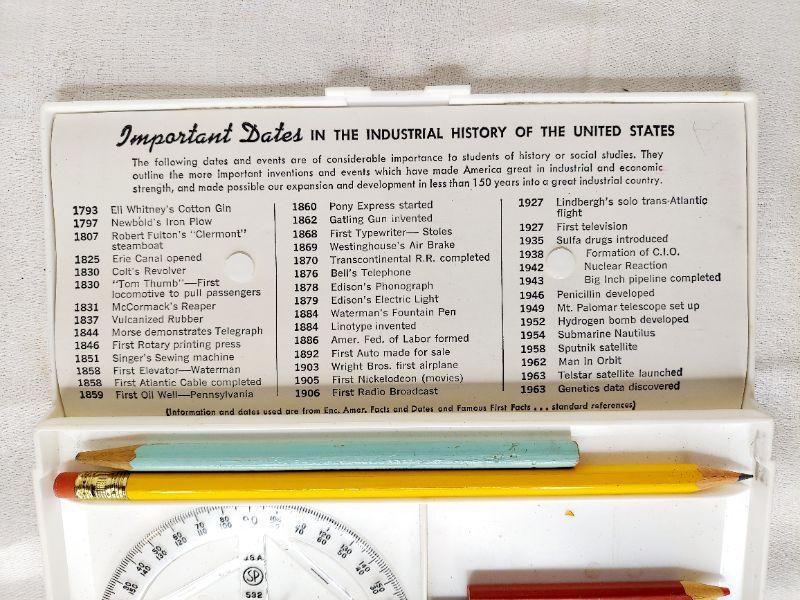 Important Dates IN THE INDUSTRIAL HISTORY OF THE UNITED STATES
The following dates and events are of considerable importance to students of history or social studies. They
outline the more important inventions and events which have made America great in industrial and economic
strength, and made possible our expansion and development in less than 150 years into a great industrial country.
1793 Eli Whitney's Cotton Gin
1797 Newbold's Iron Plow
1807 Robert Fulton's "Clermont"
steamboat
1825 Erie Canal opened
1830 Colt's Revolver
1830 "Tom Thumb"—First
locomotive to pull passengers
1831 McCormack's Reaper
1837 Vulcanized Rubber
1844 Morse demonstrates Telegraph
1846 First Rotary printing press
1851 Singer's Sewing machine
1858 First Elevator—Waterman
1858 First Atlantic Cable completed
1859 First Oil Well—Pennsylvania
1860 Pony Express started
1862 Gatling Gun invented
1868 First Typewriter— Stoles
1869 Westinghouse's Air Brake
1870 Transcontinental R.R. completed
1876 Bell's Telephone
1878 Edison's Phonograph
1879 Edison's Electric Light
1884 Waterman's Fountain Pen
1884 Linotype invented
1886 Amer. Fed. of Labor formed
1892 First Auto made for sale
1903 Wright Bros. first airplane
1905 First Nickelodeon (movies)
1906 First Radio Broadcast
1927 Lindbergh's solo trans-Atlantic
flight
1927 First television
1935 Sulfa drugs introduced
1938 Formation of C.I.O.
1942 Nuclear Reaction
1943 Big Inch pipeline completed
1946 Penicillin developed
1949 Mt. Palomar telescope set up
1952 Hydrogen bomb developed
1954 Submarine Nautilus
1958 Sputnik satellite
1962 Man in Orbit
1963 Telstar satellite launched
1963 Genetics data discovered
(Information and dates used are from Enc. Amer. Facts and Dates and Famous First Facts . . . standard references)
U.S.A.
SP
532